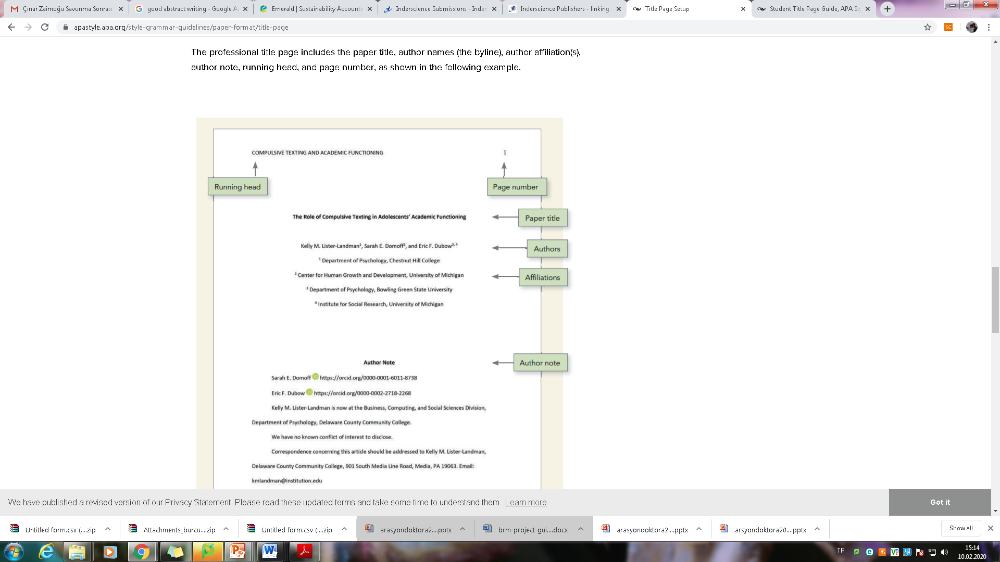 Çınar Zaimoğu Savunma Sonras
good abstract writing - Google A
Emerald | Sustainability Accounti
Inderscience Submissions - Inder
Inderscience Publishers - linking
Title Page Setup
Student Title Page Guide, APA Sty
apastyle.apa.org/style-grammar-guidelines/paper-format/title-page
SC
The professional title page includes the paper title, author names (the byline), author affiliation(s),
author note, running head, and page number, as shown in the following example.
COMPULSIVE TEXTING AND ACADEMIC FUNCTIONING 1
Running head
Page number
The Role of Compulsive Texting in Adolescents' Academic Functioning
Paper title
Kelly M. Lister-Landman1, Sarah E. Domoff2, and Eric F. Dubow3, 4
Authors
1 Department of Psychology, Chestnut Hill College
2 Center for Human Growth and Development, University of Michigan
Affiliations
3 Department of Psychology, Bowling Green State University
4 Institute for Social Research, University of Michigan
Author Note
Author note
Sarah E. Domoff iD https://orcid.org/0000-0001-6011-8738
Eric F. Dubow iD https://orcid.org/0000-0002-2718-2268
Kelly M. Lister-Landman is now at the Business, Computing, and Social Sciences Division,
Department of Psychology, Delaware County Community College.
We have no known conflict of interest to disclose.
Correspondence concerning this article should be addressed to Kelly M. Lister-Landman,
Delaware County Community College, 901 South Media Line Road, Media, PA 19063. Email:
kmlandman@institution.edu
We have published a revised version of our Privacy Statement. Please read these updated terms and take some time to understand them. Learn more
Got it
Untitled form.csv (....zip
Attachments_burcu....zip
Untitled form.csv (....zip
arasyondoktora2....pptx
brm-project-gui....docx
arasyondoktora2....pptx
arsyondoktora20....pptx
Show all
TR
15:14
10.02.2020